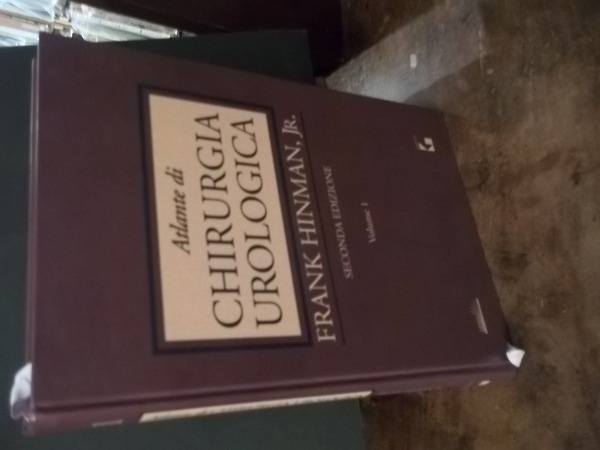 Atlante di
CHIRURGIA
UROLOGICA
FRANK HINMAN, JR.
SECONDA EDIZIONE
Volume 1